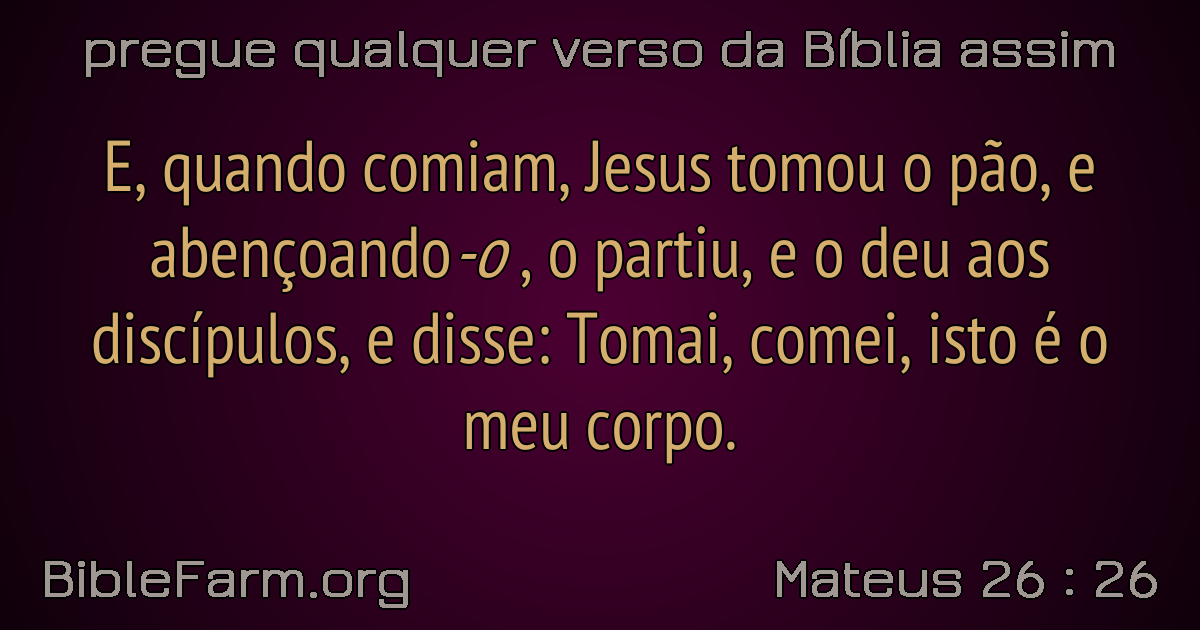 pregue qualquer verso da Bíblia assim
E, quando comiam, Jesus tomou o pão, e
abençoando-o , o partiu, e o deu aos
discípulos, e disse: Tomai, comei, isto é o
meu corpo.
BibleFarm.org
Mateus 26 : 26